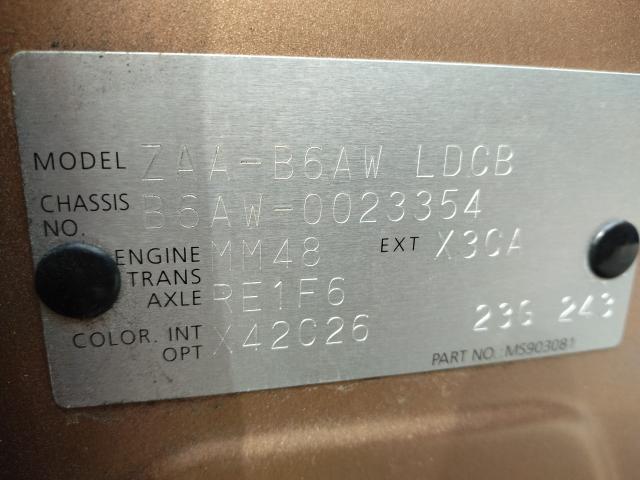 MODEL ZAA-B6AW LDCB
CHASSIS NO. B6AW-0023354
ENGINE MM48 EXT X3CA
TRANS AXLE RE1F6
COLOR. INT X42C26
OPT 23G 243
PART NO.: MS903081